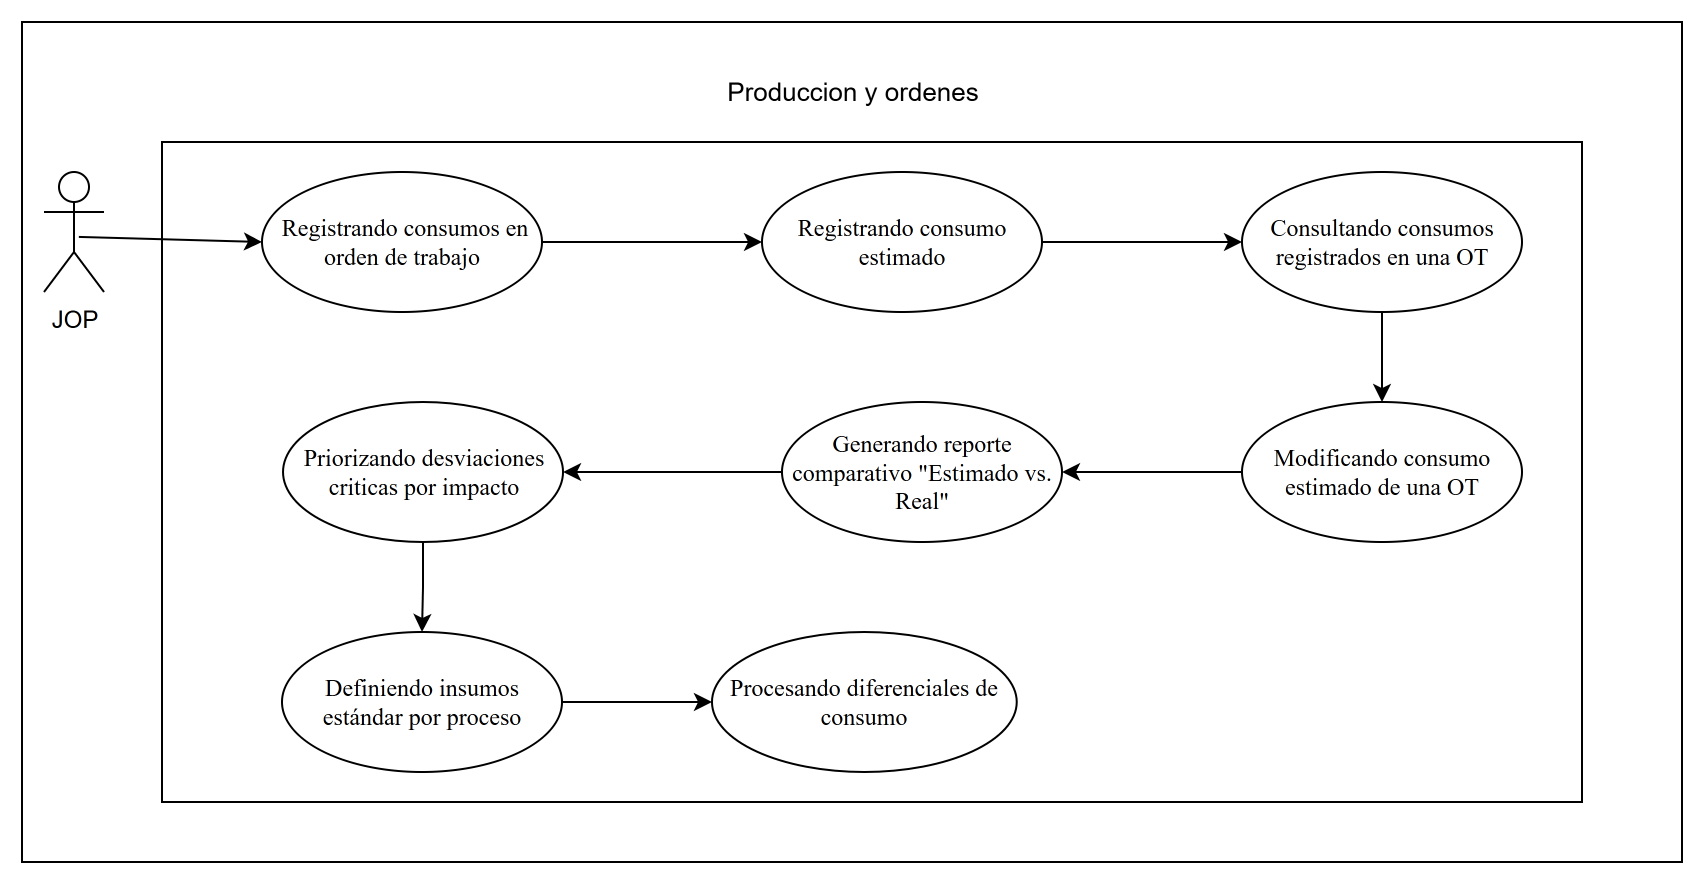 Produccion y ordenes
JOP
Registrando consumos en
orden de trabajo
Registrando consumo
estimado
Consultando consumos
registrados en una OT
Modificando consumo
estimado de una OT
Generando reporte
comparativo "Estimado vs.
Real"
Priorizando desviaciones
criticas por impacto
Definiendo insumos
estándar por proceso
Procesando diferenciales de
consumo